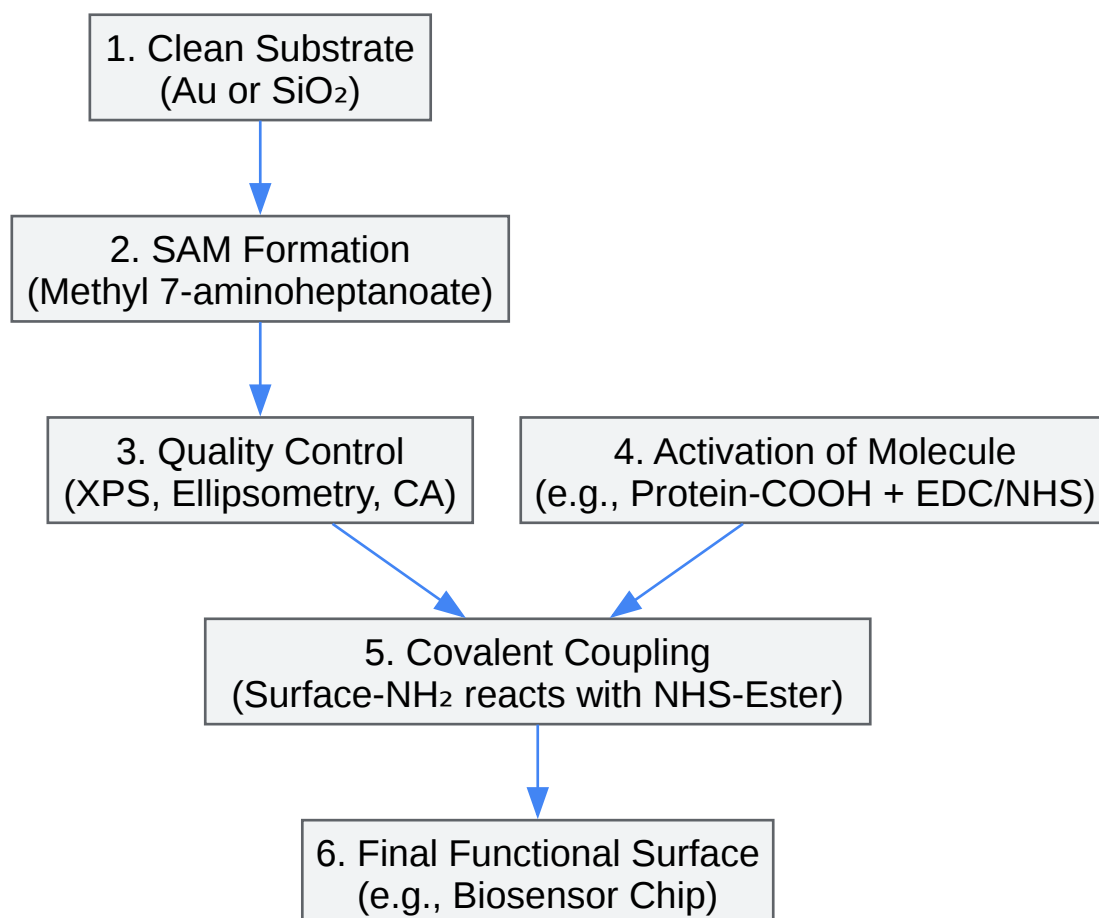 1. Clean Substrate
(Au or SiO₂)
2. SAM Formation
(Methyl 7-aminoheptanoate)
3. Quality Control
(XPS, Ellipsometry, CA)
4. Activation of Molecule
(e.g., Protein-COOH + EDC/NHS)
5. Covalent Coupling
(Surface-NH₂ reacts with NHS-Ester)
6. Final Functional Surface
(e.g., Biosensor Chip)